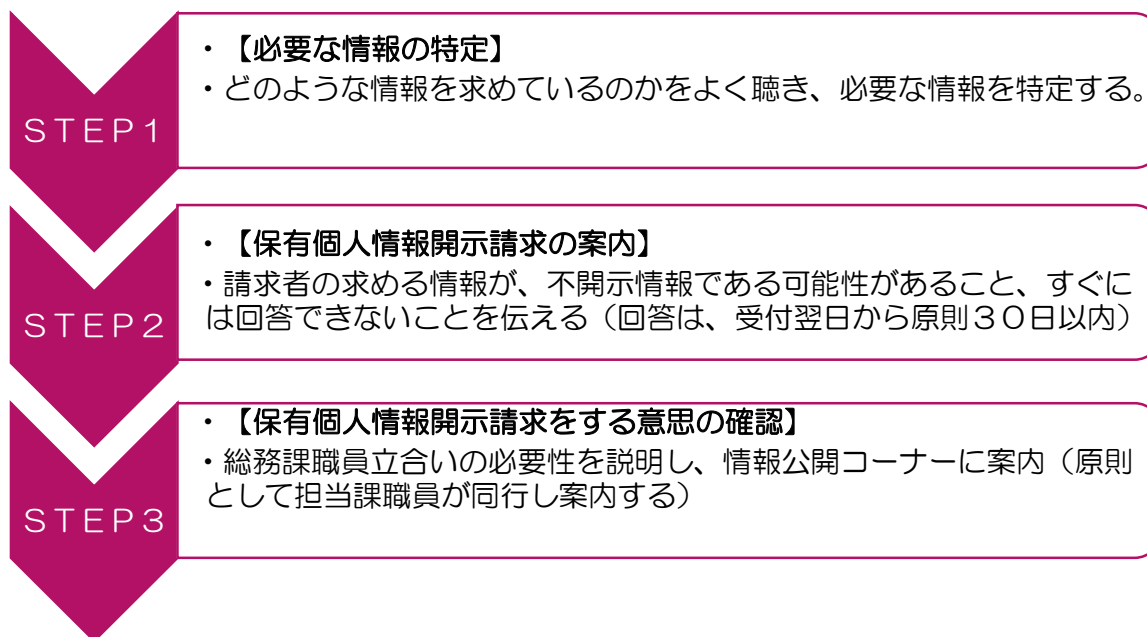 ・【必要な情報の特定】
・どのような情報を求めているのかをよく聴き、必要な情報を特定する。
STEP1
・【保有個人情報開示請求の案内】
・請求者の求める情報が、不開示情報である可能性があること、すぐに
は回答できないことを伝える（回答は、受付翌日から原則３０日以内）
STEP2
・【保有個人情報開示請求をする意思の確認】
・総務課職員立合いの必要性を説明し、情報公開コーナーに案内（原則
として担当課職員が同行し案内する）
STEP3